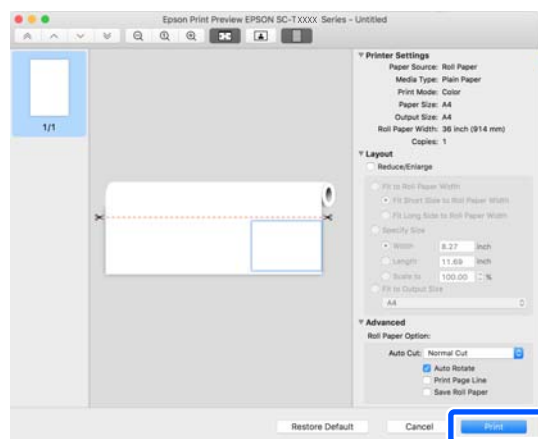 Epson Print Preview EPSON SC-TXXXX Series - Untitled
1/1
Printer Settings
Paper Source: Roll Paper
Media Type: Plain Paper
Print Mode: Color
Paper Size: A4
Output Size: A4
Roll Paper Width: 36 inch (914 mm)
Copies: 1
Layout
Reduce/Enlarge
Fit to Roll Paper Width
Fit Short Side to Roll Paper Width
Fit Long Side to Roll Paper Width
Specify Size
Width 8.27 inch
Length 11.69 inch
Scale to 100.00 %
Fit to Output Size
A4
Advanced
Roll Paper Option:
Auto Cut: Normal Cut
Auto Rotate
Print Page Line
Save Roll Paper
Restore Default Cancel Print